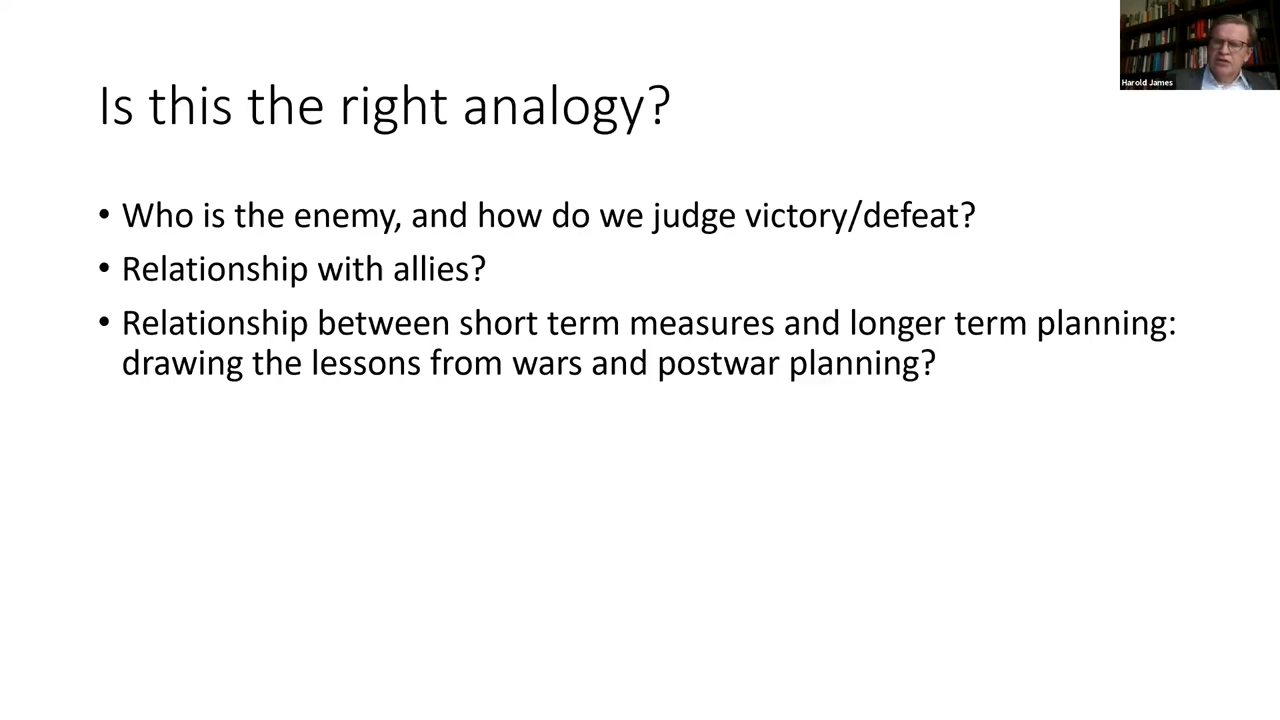 Harold James
Is this the right analogy?
• Who is the enemy, and how do we judge victory/defeat?
• Relationship with allies?
• Relationship between short term measures and longer term planning:
drawing the lessons from wars and postwar planning?